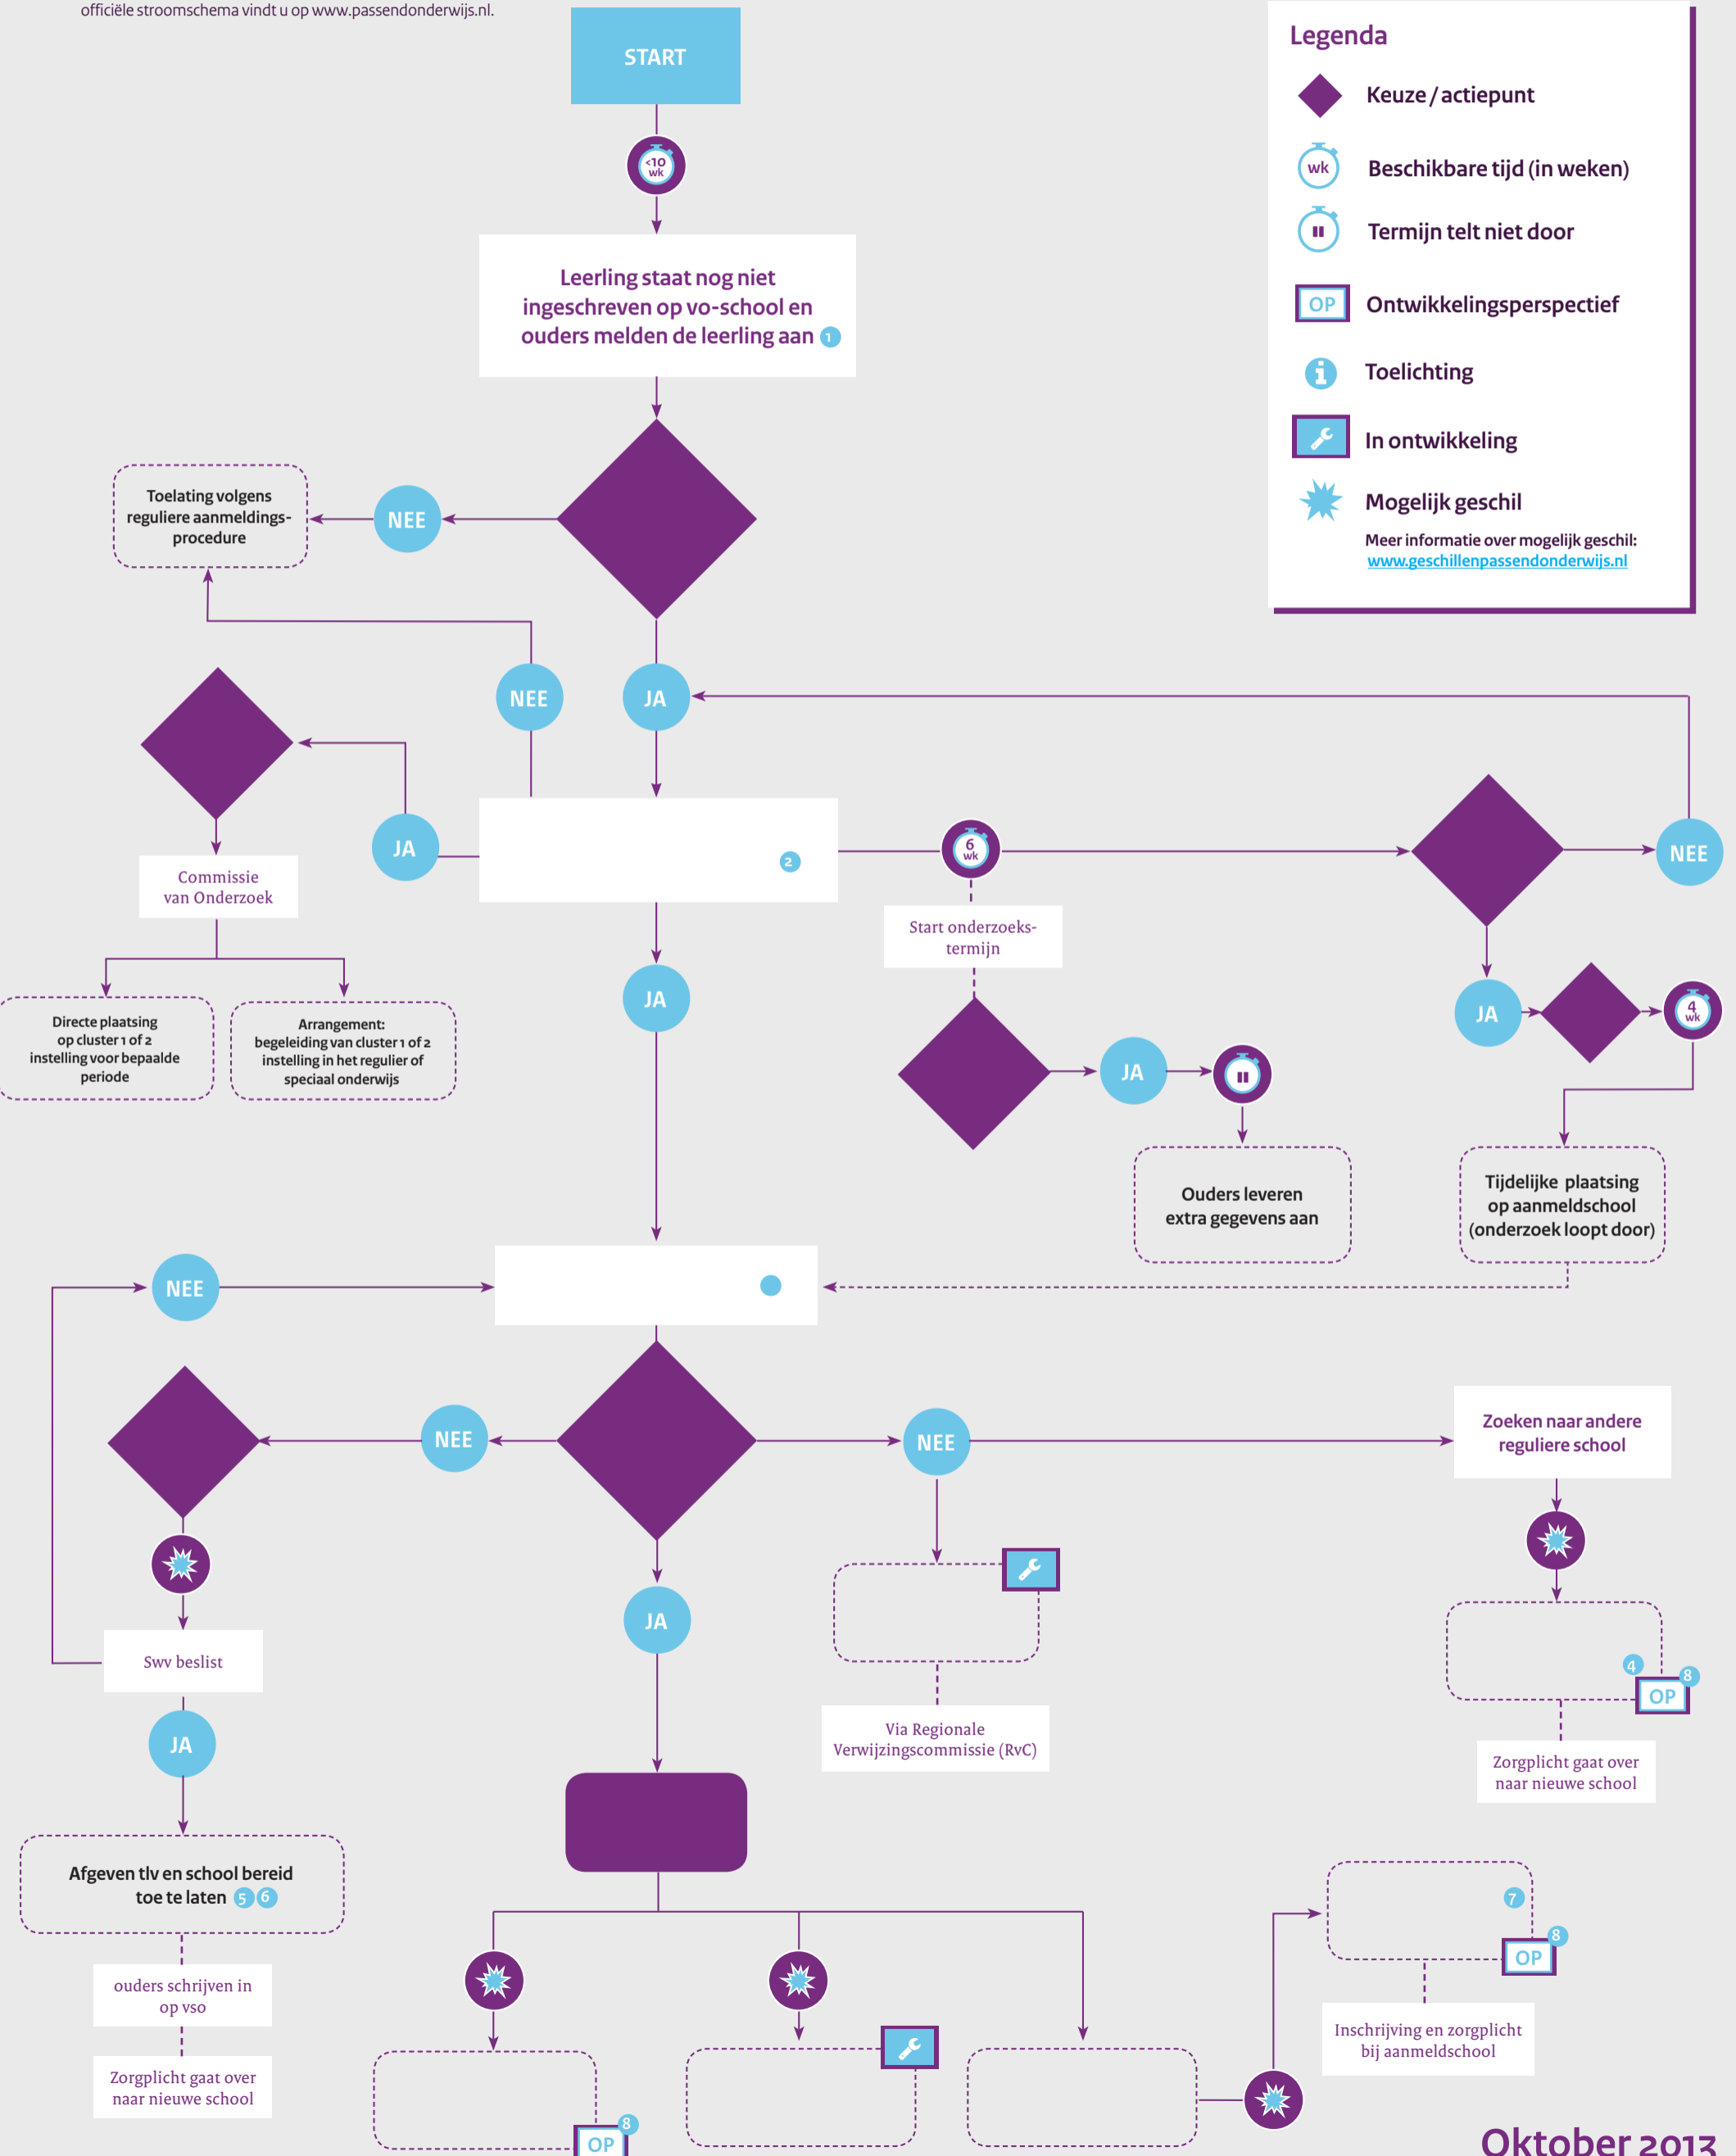 officiële stroomschema vindt u op www.passendonderwijs.nl.
START
<10
wk
Leerling staat nog niet
ingeschreven op vo-school en
ouders melden de leerling aan 1
Legenda
Keuze / actiepunt
wk
Beschikbare tijd (in weken)
Termijn telt niet door
OP
Ontwikkelingsperspectief
i
Toelichting
In ontwikkeling
Mogelijk geschil
Meer informatie over mogelijk geschil:
www.geschillenpassendonderwijs.nl
Toelating volgens
reguliere aanmeldings-
procedure
NEE
NEE
JA
JA
2
6
wk
NEE
Commissie
van Onderzoek
Start onderzoeks-
termijn
JA
JA
4
wk
Directe plaatsing
op cluster 1 of 2
instelling voor bepaalde
periode
Arrangement:
begeleiding van cluster 1 of 2
instelling in het regulier of
speciaal onderwijs
JA
Ouders leveren
extra gegevens aan
Tijdelijke plaatsing
op aanmeldschool
(onderzoek loopt door)
NEE
NEE
NEE
Zoeken naar andere
reguliere school
JA
Swv beslist
4
8
OP
JA
Via Regionale
Verwijzingscommissie (RvC)
Zorgplicht gaat over
naar nieuwe school
Afgeven tlv en school bereid
toe te laten 5 6
7
8
OP
ouders schrijven in
op vso
Inschrijving en zorgplicht
bij aanmeldschool
Zorgplicht gaat over
naar nieuwe school
8
OP
Oktober 2013